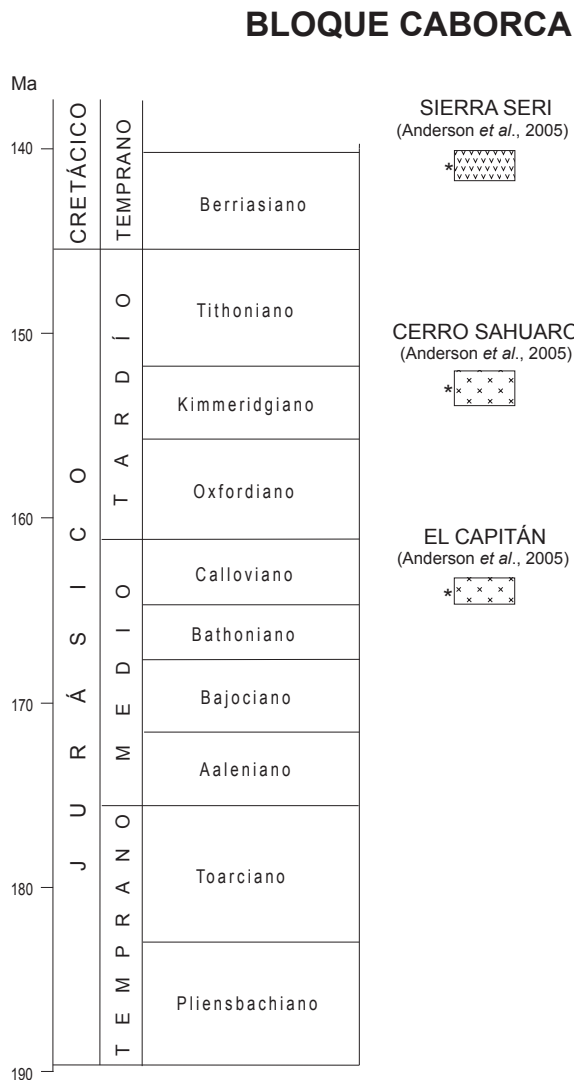 BLOQUE CABORCA
Ma
140
150
160
170
180
190
CRETÁCICO
JURÁSICO
TEMPRANO
TARDÍO
MEDIO
TEMPRANO
Berriasiano
Tithoniano
Kimmeridgiano
Oxfordiano
Calloviano
Bathoniano
Bajociano
Aaleniano
Toarciano
Pliensbachiano
SIERRA SERI
(Anderson et al., 2005)
*
CERRO SAHUARO
(Anderson et al., 2005)
*
EL CAPITÁN
(Anderson et al., 2005)
*